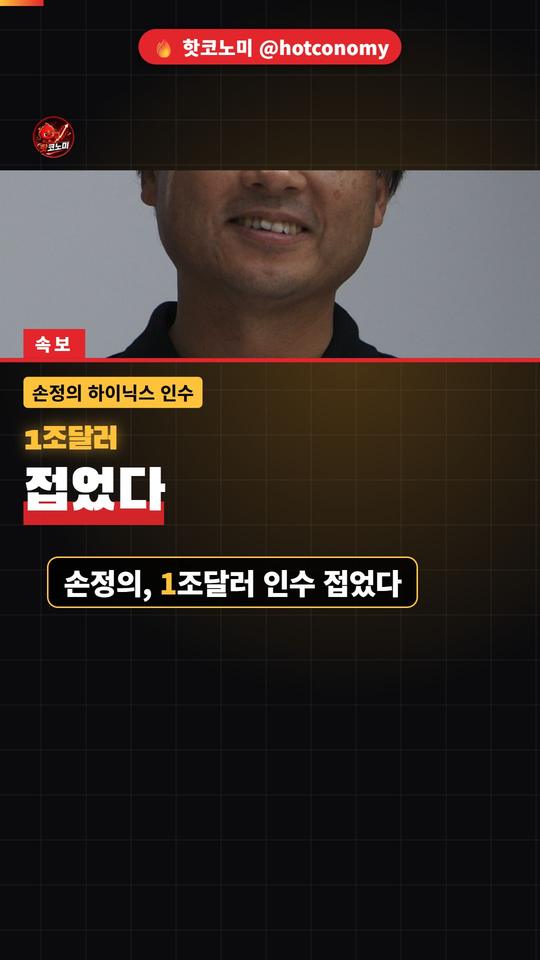 핫코노미 @hotconomy
핫코노미
속보
손정의 하이닉스 인수
1조달러
접었다
손정의, 1조달러 인수 접었다